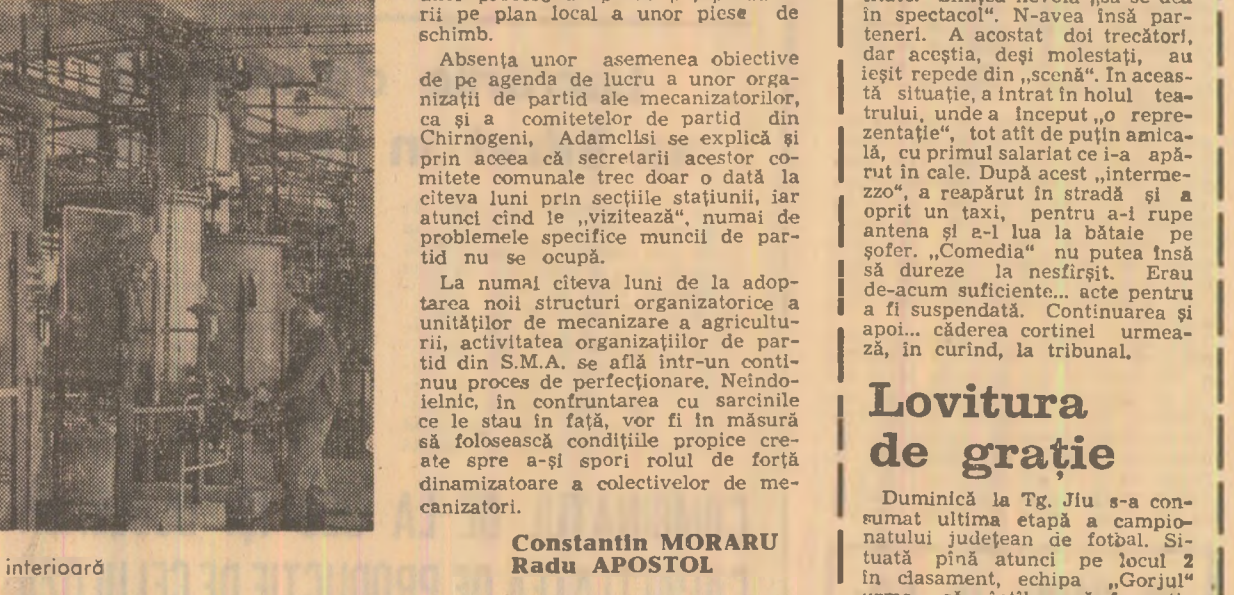 rii pe plan local a unor piese de
schimb.
Absența unor asemenea obiective
de pe agenda de lucru a unor orga-
nizații de partid ale mecanizatorilor,
ca și a comitetelor de partid din
Chirnogeni, Adamclisi se explică și
prin aceea că secretarii acestor co-
mitete comunale trec doar o dată la
cîteva luni prin secțiile stațiunii, iar
atunci cînd le „vizitează“, numai de
problemele specifice muncii de par-
tid nu se ocupă.
La numai cîteva luni de la adop-
tarea noii structuri organizatorice a
unităților de mecanizare a agricultu-
rii, activitatea organizațiilor de par-
tid din S.M.A. se află într-un conti-
nuu proces de perfecționare. Neîndo-
ielnic, în confruntarea cu sarcinile
ce le stau în față, vor fi în măsură
să folosească condițiile propice cre-
ate spre a-și spori rolul de forță
dinamizatoare a colectivelor de me-
canizatori.
Constantin MORARU
Radu APOSTOL
interioară
în spectacol“. N-avea însă par-
teneri. A acostat doi trecători,
dar aceștia, deși molestați, au
ieșit repede din „scenă“. In aceas-
tă situație, a intrat în holul tea-
trului, unde a început „o repre-
zentație“, tot atît de puțin amica-
lă, cu primul salariat ce i-a apă-
rut în cale. După acest „interme-
zzo“, a reapărut în stradă și a
oprit un taxi, pentru a-i rupe
antena și a-l lua la bătaie pe
șofer. „Comedia“ nu putea însă
să dureze la nesfîrșit. Erau
de-acum suficiente... acte pentru
a fi suspendată. Continuarea și
apoi... căderea cortinei urmea-
ză, în curînd, la tribunal.
Lovitura
de grație
Duminică la Tg. Jiu s-a con-
sumat ultima etapă a campio-
natului județean de fotbal. Si-
tuată pînă atunci pe locul 2
în clasament, echipa „Gorjul“